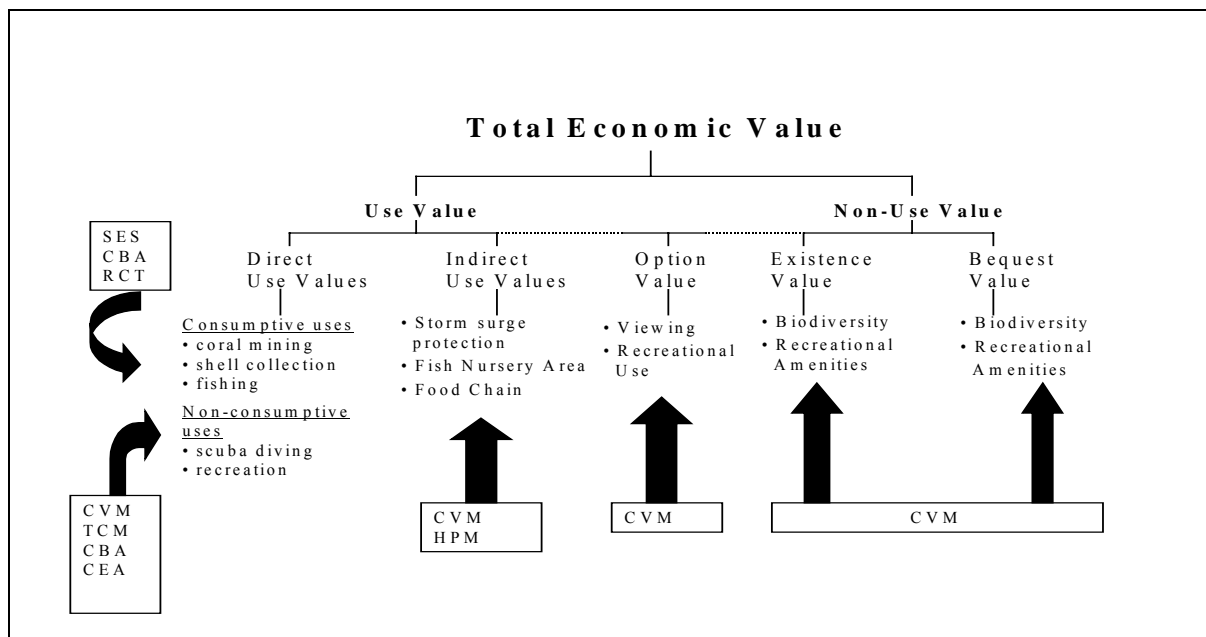 Total Economic Value
Use Value
Non-Use Value
SES
CBA
RCT
Direct
Use Values
Indirect
Use Values
Option
Value
Existence
Value
Bequest
Value
Consumptive uses
• coral mining
• shell collection
• fishing
Non-consumptive
uses
• scuba diving
• recreation
• Storm surge
protection
• Fish Nursery Area
• Food Chain
• Viewing
• Recreational
Use
• Biodiversity
• Recreational
Amenities
• Biodiversity
• Recreational
Amenities
CVM
TCM
CBA
CEA
CVM
HPM
CVM
CVM